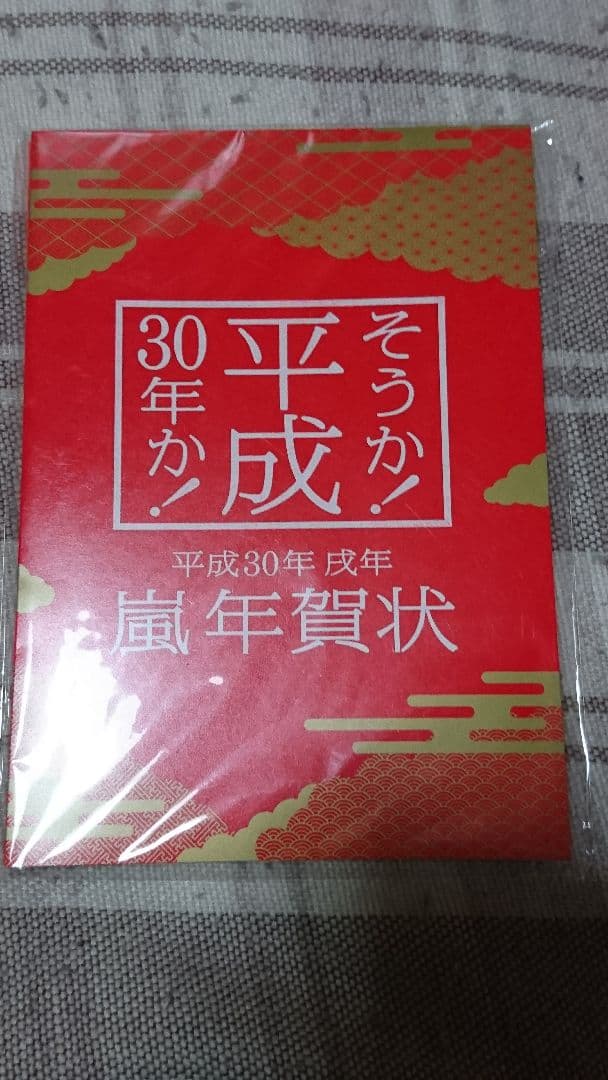 そうか!
平成
30年か!
平成30年 戌年
嵐 年賀状